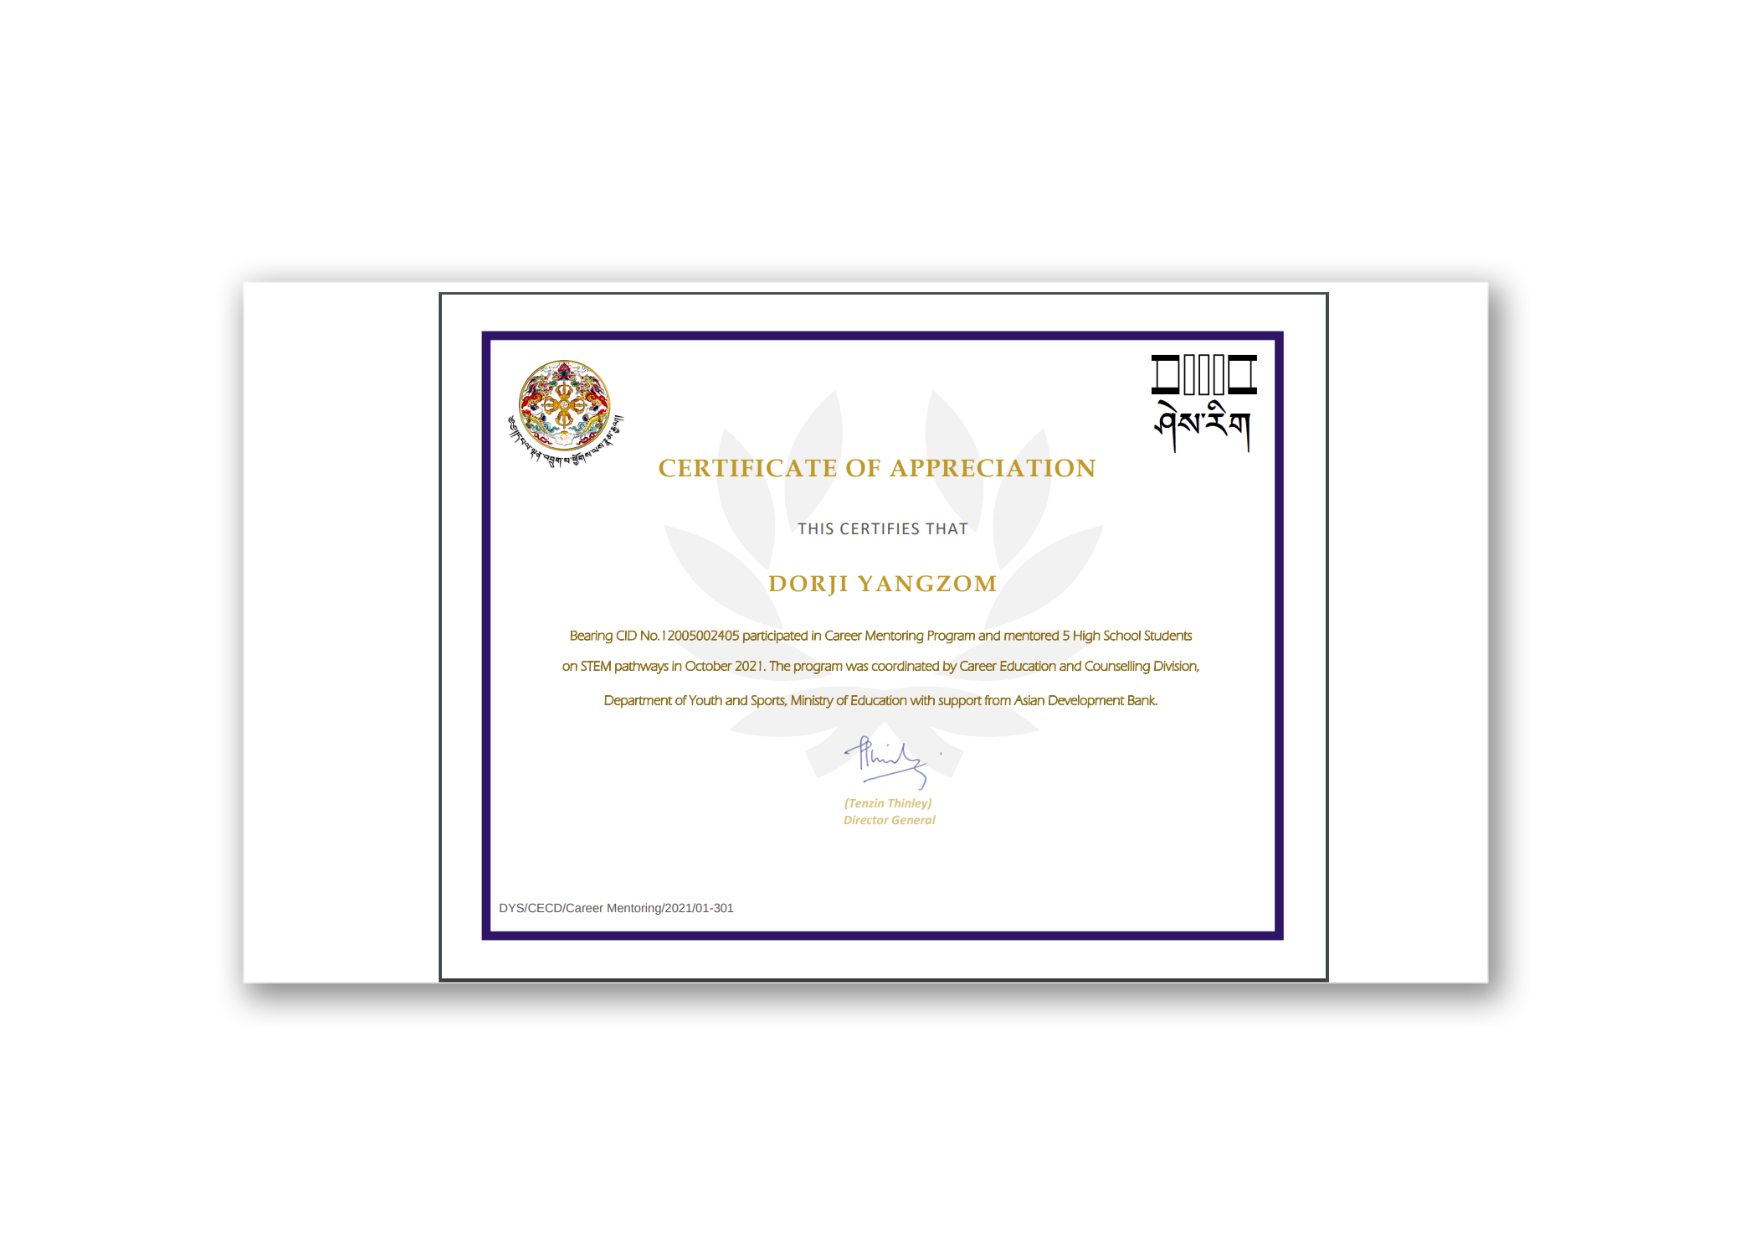 ཤེས་རིག
CERTIFICATE OF APPRECIATION
THIS CERTIFIES THAT
DORJI YANGZOM
Bearing CID No.12005002405 participated in Career Mentoring Program and mentored 5 High School Students
on STEM pathways in October 2021. The program was coordinated by Career Education and Counselling Division,
Department of Youth and Sports, Ministry of Education with support from Asian Development Bank.
(Tenzin Thinley)
Director General
DYS/CECD/Career Mentoring/2021/01-301